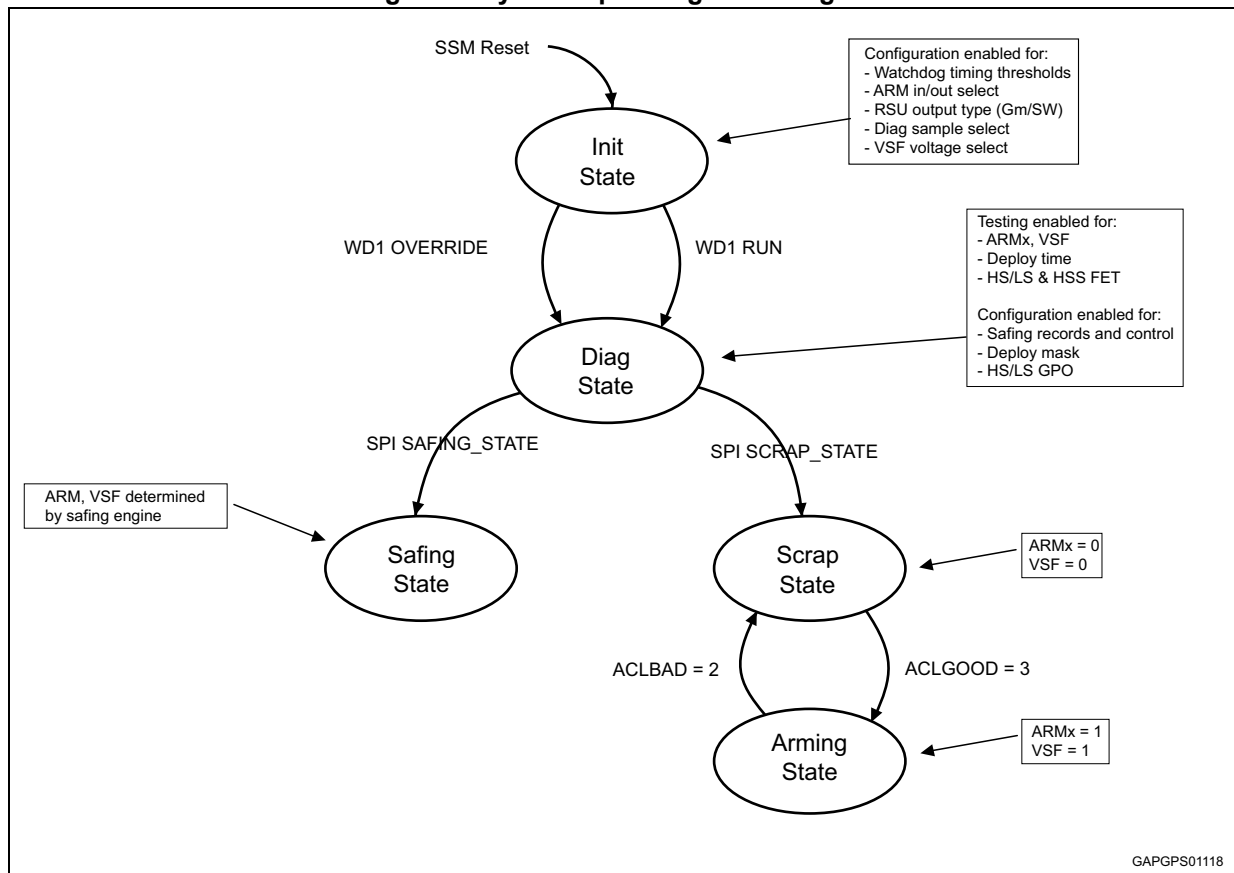 SSM Reset
Configuration enabled for:
- Watchdog timing thresholds
- ARM in/out select
- RSU output type (Gm/SW)
- Diag sample select
- VSF voltage select
Init
State
WD1 OVERRIDE
WD1 RUN
Testing enabled for:
- ARMx, VSF
- Deploy time
- HS/LS & HSS FET
Configuration enabled for:
- Safing records and control
- Deploy mask
- HS/LS GPO
Diag
State
SPI SAFING_STATE
SPI SCRAP_STATE
ARM, VSF determined
by safing engine
Safing
State
Scrap
State
ARMx = 0
VSF = 0
ACLBAD = 2
ACLGOOD = 3
Arming
State
ARMx = 1
VSF = 1
GAPGPS01118